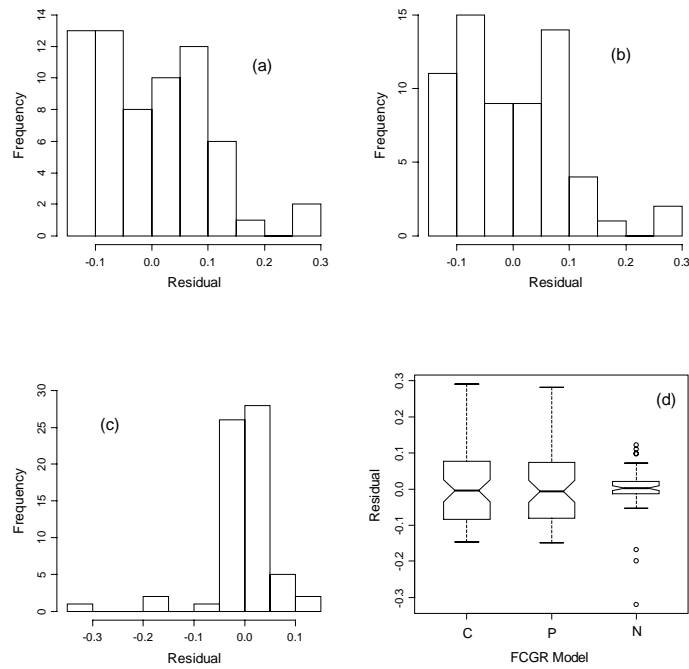 14
12
10
8
6
4
2
0
Frequency
(a)
-0.1 0.0 0.1 0.2 0.3
Residual
15
10
5
0
Frequency
(b)
-0.1 0.0 0.1 0.2 0.3
Residual
30
25
20
15
10
5
0
Frequency
(c)
-0.3 -0.2 -0.1 0.0 0.1
Residual
0.3
0.2
0.1
0.0
-0.1
-0.2
-0.3
Residual
(d)
C P N
FCGR Model